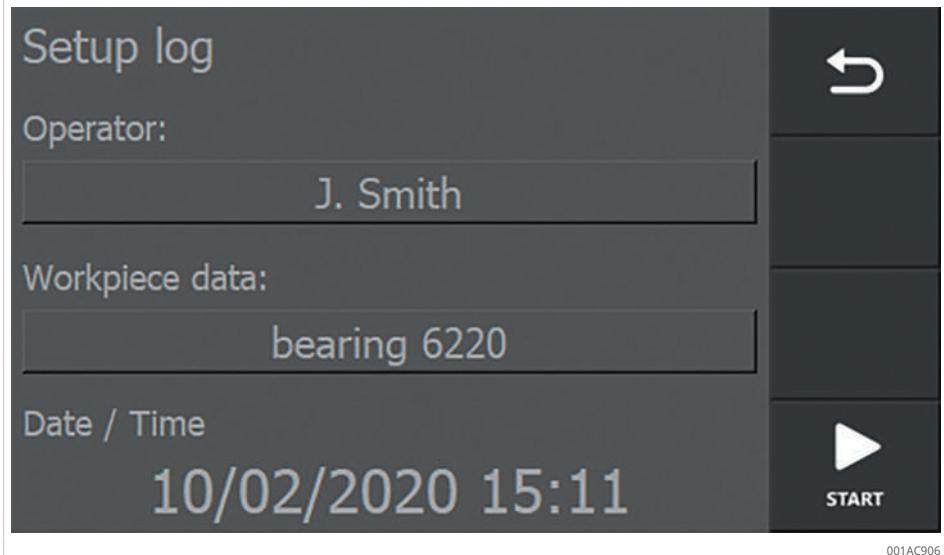 Setup log
Operator:
J. Smith
Workpiece data:
bearing 6220
Date / Time
10/02/2020 15:11
START
001AC906